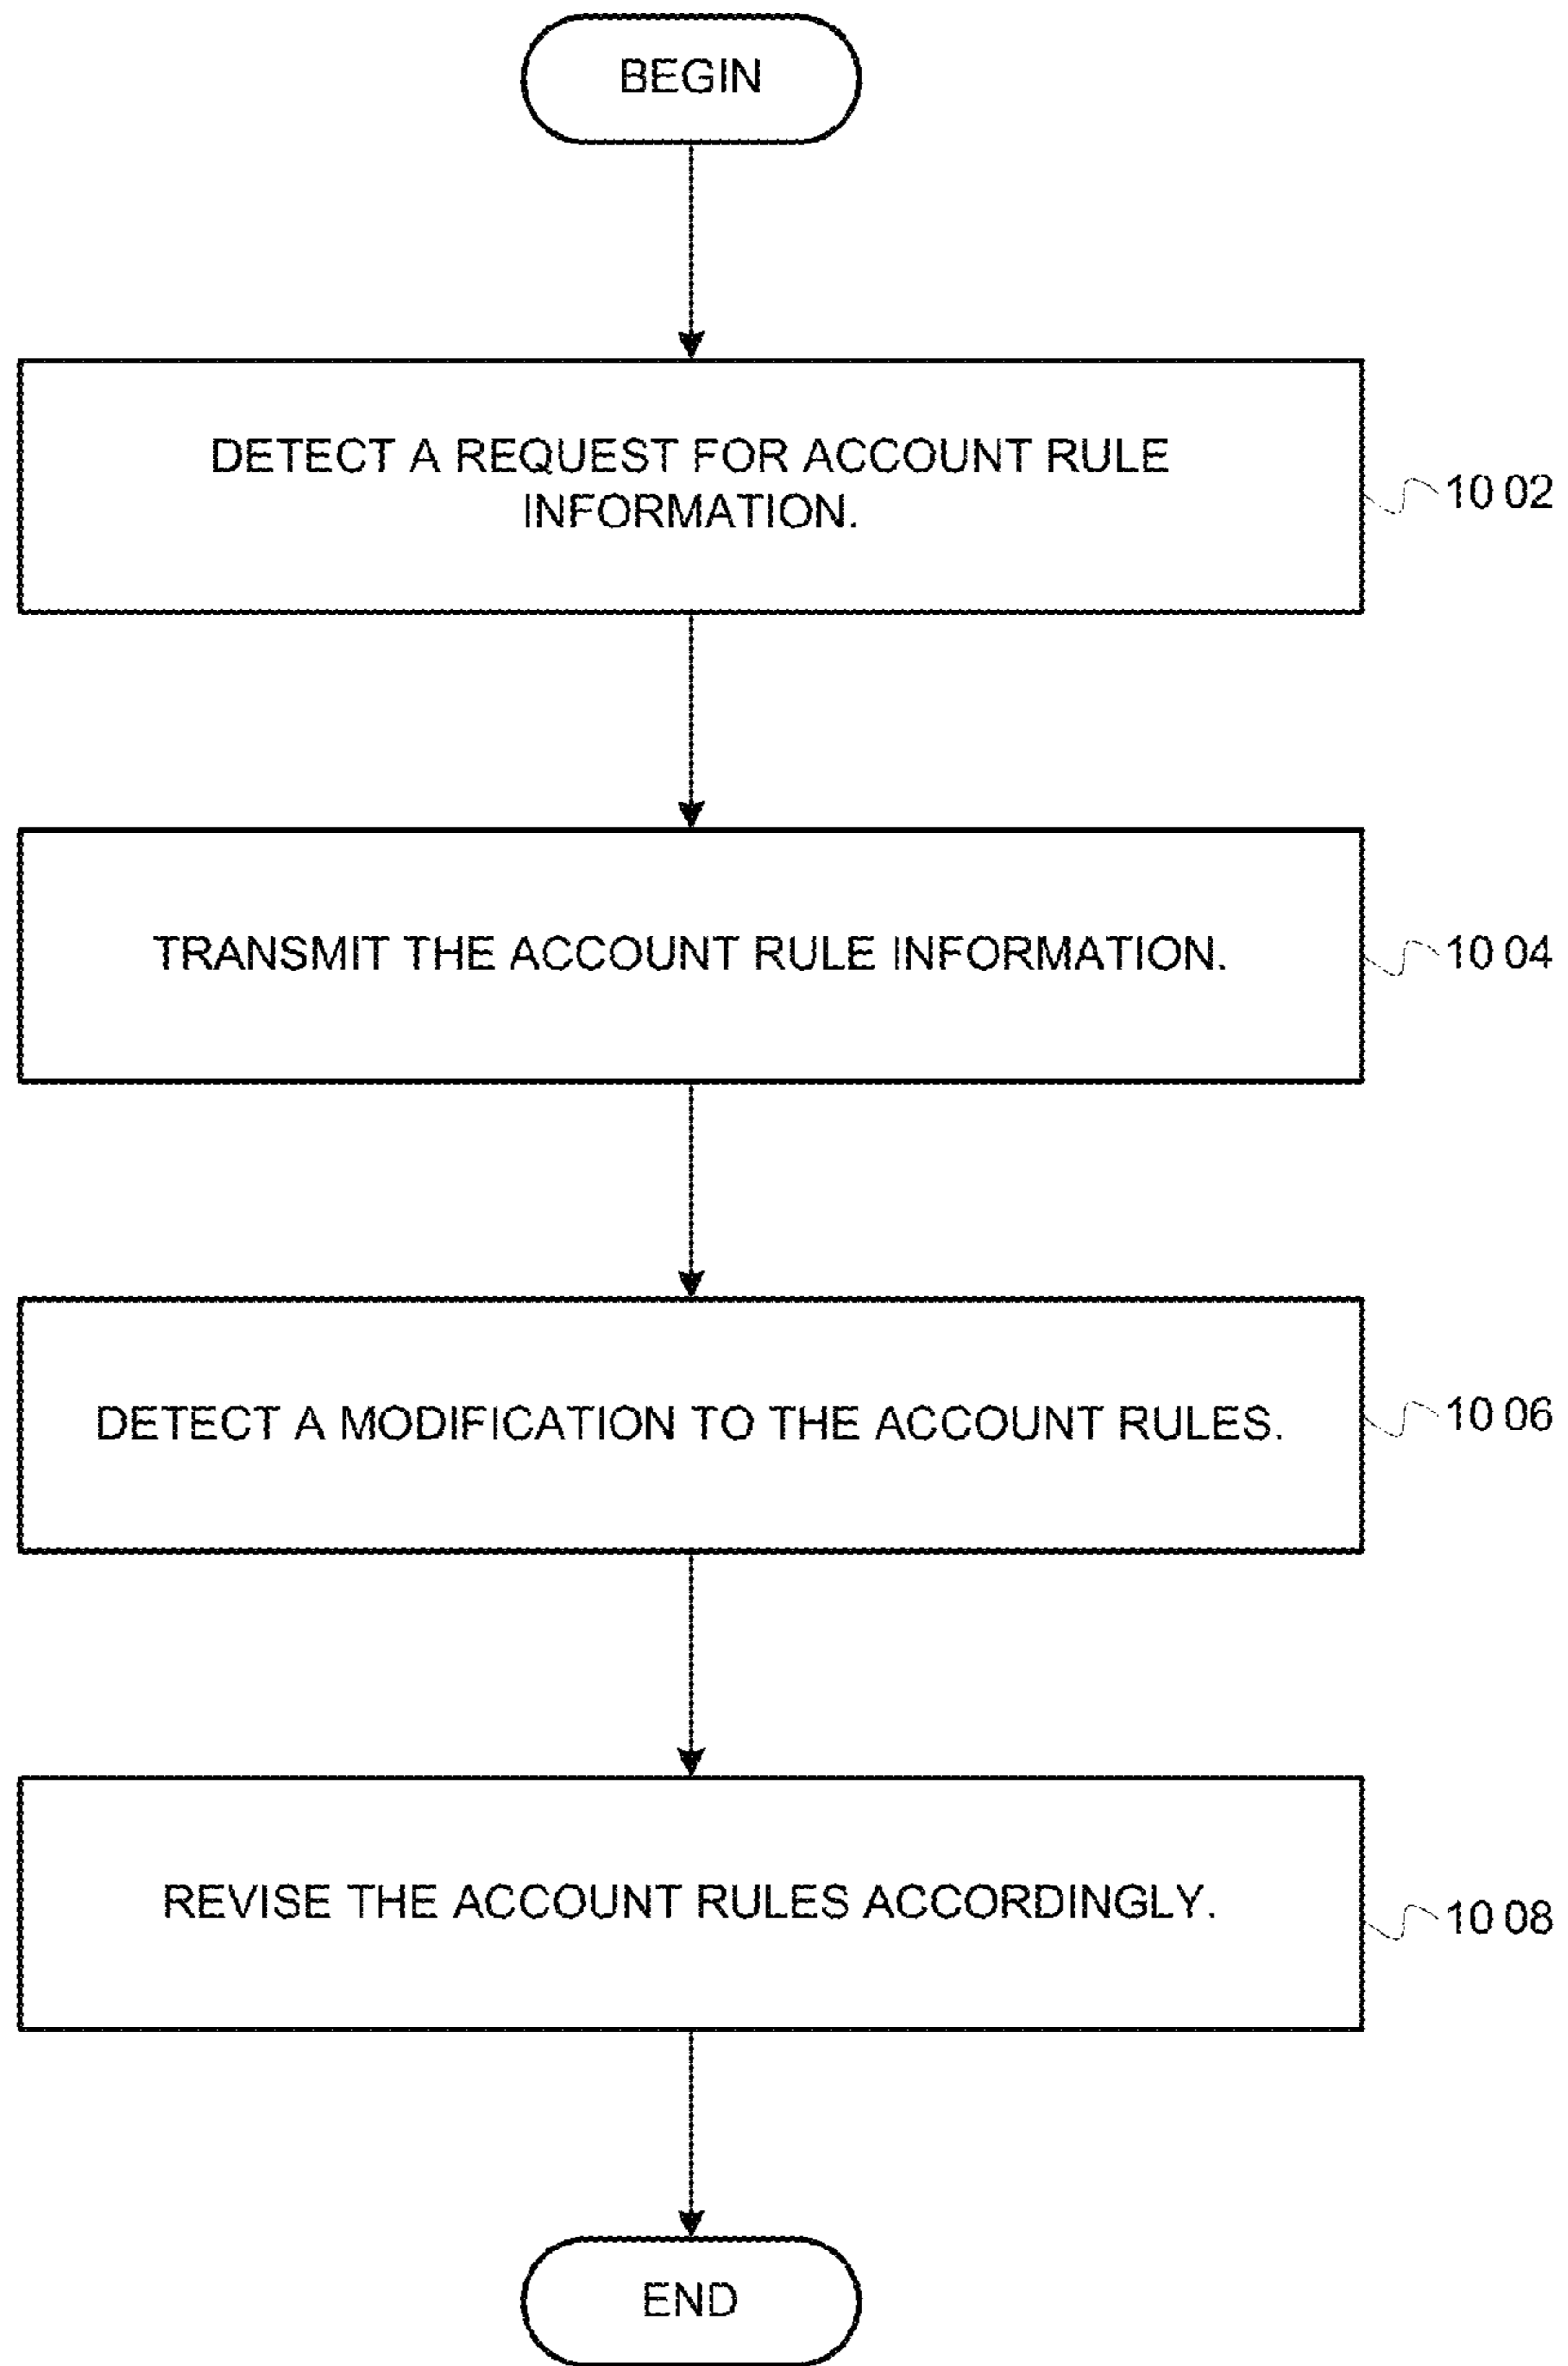 BEGIN
DETECT A REQUEST FOR ACCOUNT RULE
INFORMATION.
1002
TRANSMIT THE ACCOUNT RULE INFORMATION.
1004
DETECT A MODIFICATION TO THE ACCOUNT RULES.
1006
REVISE THE ACCOUNT RULES ACCORDINGLY.
1008
END